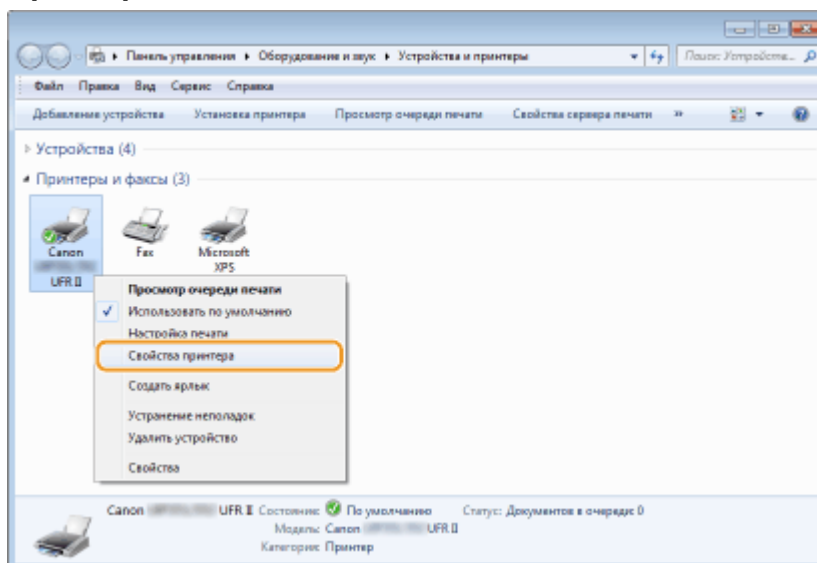 Панель управления ▸ Оборудование и звук ▸ Устройства и принтеры
Поиск: Устройств...
Файл Правка Вид Сервис Справка
Добавление устройства Установка принтера Просмотр очереди печати Свойства сервера печати »
Устройства (4)
Принтеры и факсы (3)
Canon
UFR II
Fax
Microsoft
XPS
Просмотр очереди печати
Использовать по умолчанию
Настройка печати
Свойства принтера
Создать ярлык
Устранение неполадок
Удалить устройство
Свойства
Canon UFR II Состояние: По умолчанию Статус: Документов в очереди: 0
Модель: Canon UFR II
Категория: Принтер